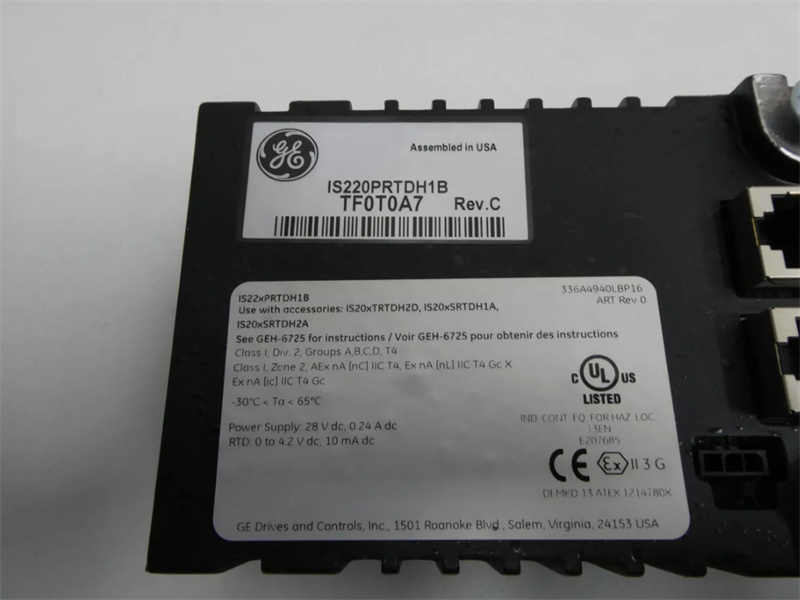 GE
Assembled in USA
IS220PRTDH1B
TF0T0A7 Rev.C
IS22xPRTDH1B
336A4940LBP16
Use with accessories: IS20xTRTDH2D, IS20xSRTDH1A,
ART Rev 0
IS20xSRTDH2A
See GEH-6725 for instructions / Voir GEH-6725 pour obtenir des instructions
Class I, Div. 2, Groups A,B,C,D, T4
Class I, Zone 2, AEx nA [nC] IIC T4, Ex nA [nL] IIC T4 Gc X
Ex nA [ic] IIC T4 Gc
-30°C < Ta < 65°C
C UL US
LISTED
Power Supply: 28 V dc, 0.24 A dc
RTD: 0 to 4.2 V dc, 10 mA dc
IND. CONT. EQ. FOR HAZ. LOC.
13EN
E207685
CE Ex II 3 G
DEMKO 13 ATEX 1214780X
GE Drives and Controls, Inc., 1501 Roanoke Blvd., Salem, Virginia, 24153 USA